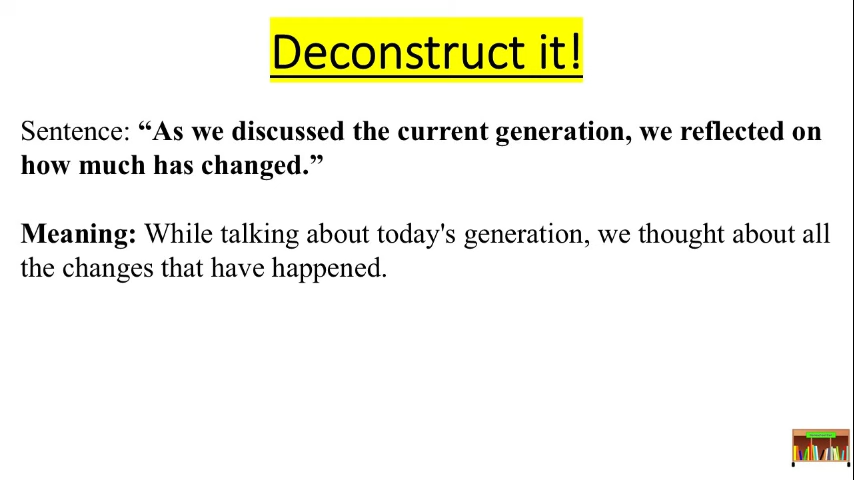 Deconstruct it!
Sentence: “As we discussed the current generation, we reflected on
how much has changed.”
Meaning: While talking about today's generation, we thought about all
the changes that have happened.